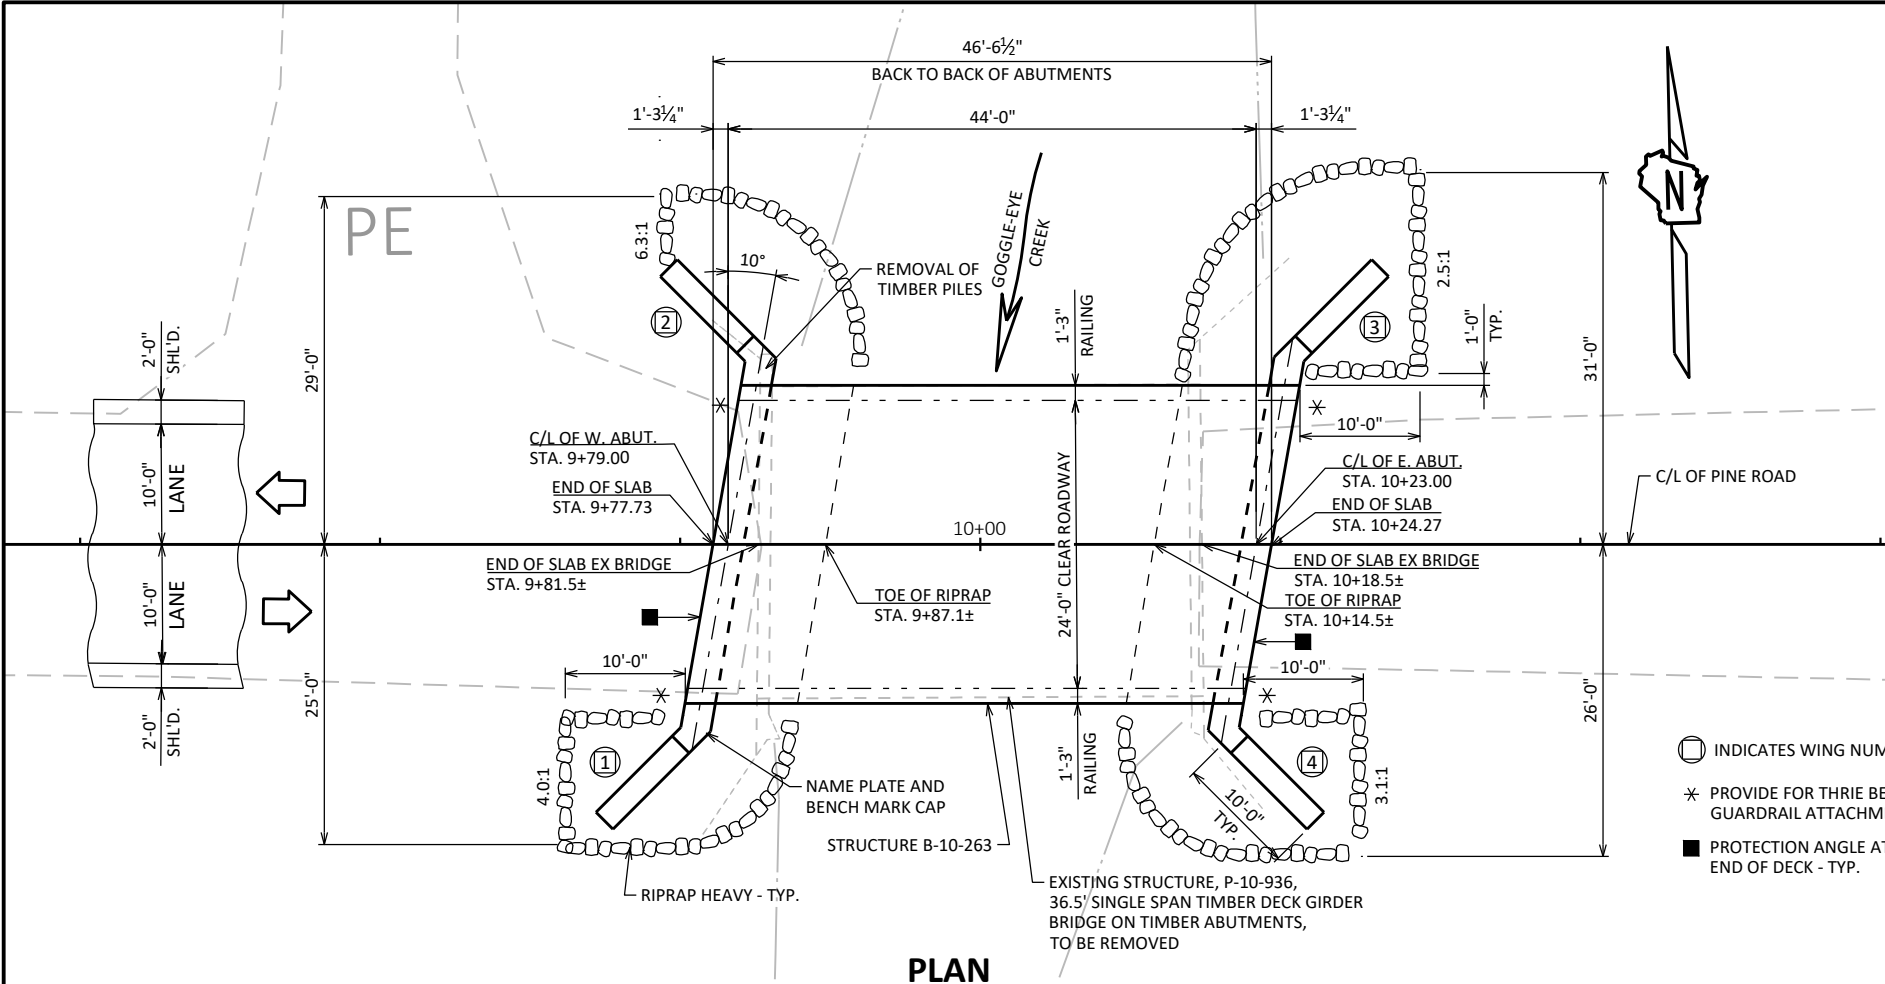 46'-6½"
BACK TO BACK OF ABUTMENTS
1'-3¼"
44'-0"
1'-3¼"
PE
6.3:1
10°
REMOVAL OF
TIMBER PILES
GOGGLE-EYE
CREEK
N
2.5:1
1'-0"
TYP.
2
3
1'-3"
RAILING
2'-0"
SHL'D.
29'-0"
31'-0"
10'-0"
C/L OF W. ABUT.
STA. 9+79.00
END OF SLAB
STA. 9+77.73
10'-0"
LANE
24'-0" CLEAR ROADWAY
C/L OF E. ABUT.
STA. 10+23.00
END OF SLAB
STA. 10+24.27
C/L OF PINE ROAD
10+00
END OF SLAB EX BRIDGE
STA. 9+81.5±
TOE OF RIPRAP
STA. 9+87.1±
END OF SLAB EX BRIDGE
STA. 10+18.5±
TOE OF RIPRAP
STA. 10+14.5±
10'-0"
LANE
10'-0"
10'-0"
2'-0"
SHL'D.
25'-0"
26'-0"
1'-3"
RAILING
4.0:1
1
4
3.1:1
10'-0"
TYP.
NAME PLATE AND
BENCH MARK CAP
STRUCTURE B-10-263
RIPRAP HEAVY - TYP.
EXISTING STRUCTURE, P-10-936,
36.5' SINGLE SPAN TIMBER DECK GIRDER
BRIDGE ON TIMBER ABUTMENTS,
TO BE REMOVED
INDICATES WING NUM
PROVIDE FOR THRIE BE
GUARDRAIL ATTACHM
PROTECTION ANGLE AT
END OF DECK - TYP.
PLAN